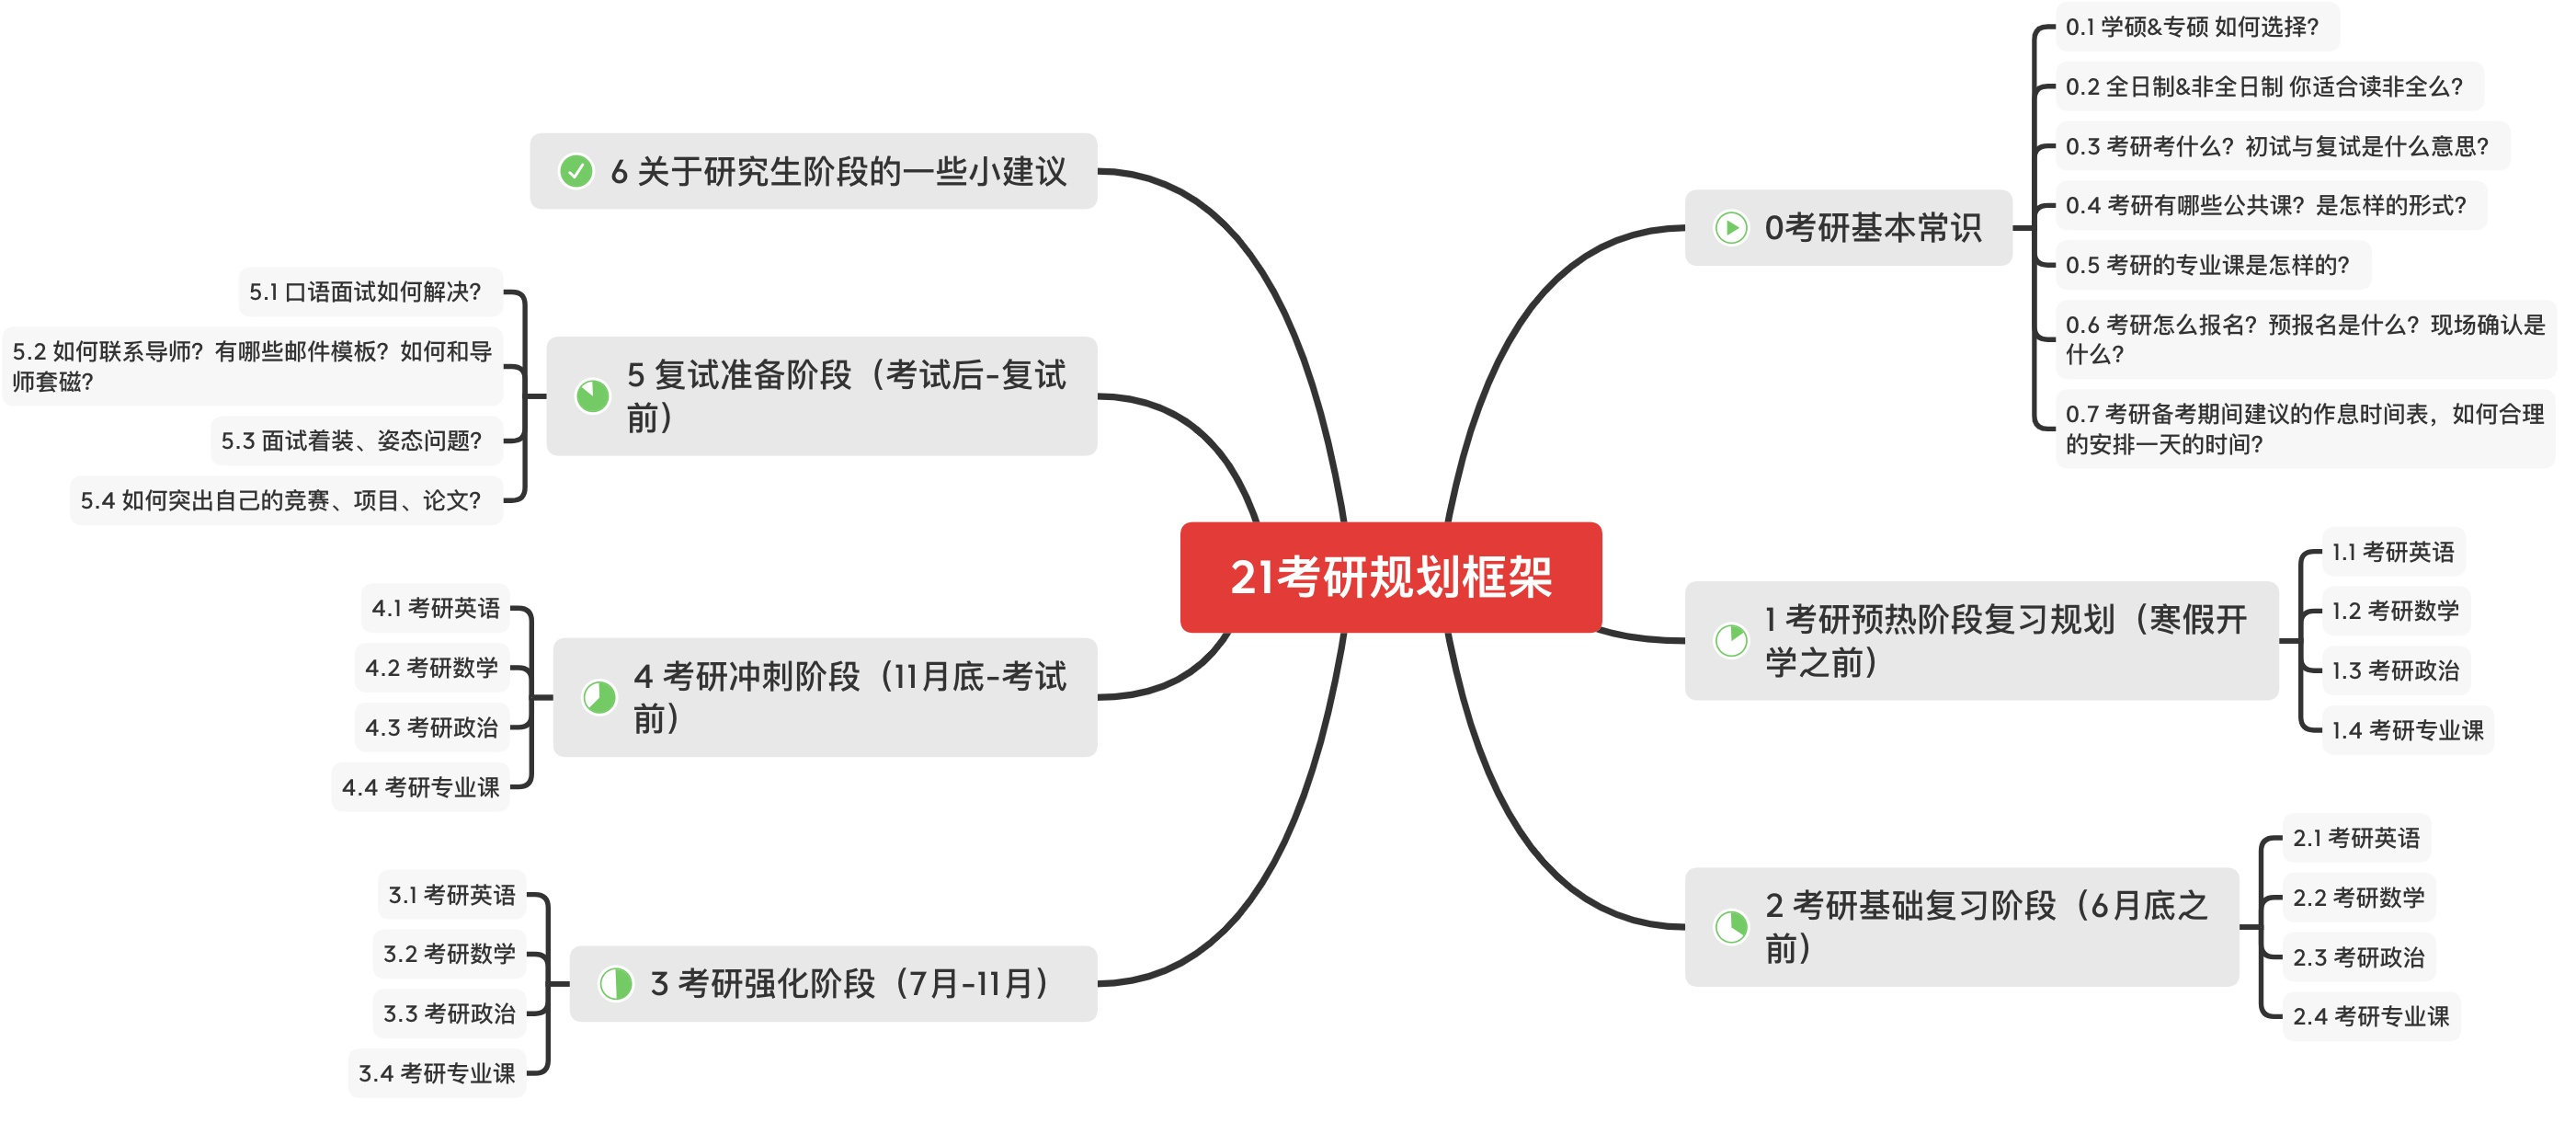 21考研规划框架
0考研基本常识
0.1 学硕&专硕 如何选择？
0.2 全日制&非全日制 你适合读非全么？
0.3 考研考什么？初试与复试是什么意思？
0.4 考研有哪些公共课？是怎样的形式？
0.5 考研的专业课是怎样的？
0.6 考研怎么报名？预报名是什么？现场确认是
什么？
0.7 考研备考期间建议的作息时间表，如何合理
的安排一天的时间？
1 考研预热阶段复习规划（寒假开
学之前）
1.1 考研英语
1.2 考研数学
1.3 考研政治
1.4 考研专业课
2 考研基础复习阶段（6月底之
前）
2.1 考研英语
2.2 考研数学
2.3 考研政治
2.4 考研专业课
3 考研强化阶段（7月-11月）
3.1 考研英语
3.2 考研数学
3.3 考研政治
3.4 考研专业课
4 考研冲刺阶段（11月底-考试
前）
4.1 考研英语
4.2 考研数学
4.3 考研政治
4.4 考研专业课
5 复试准备阶段（考试后-复试
前）
5.1 口语面试如何解决？
5.2 如何联系导师？有哪些邮件模板？如何和导
师套磁？
5.3 面试着装、姿态问题？
5.4 如何突出自己的竞赛、项目、论文？
6 关于研究生阶段的一些小建议